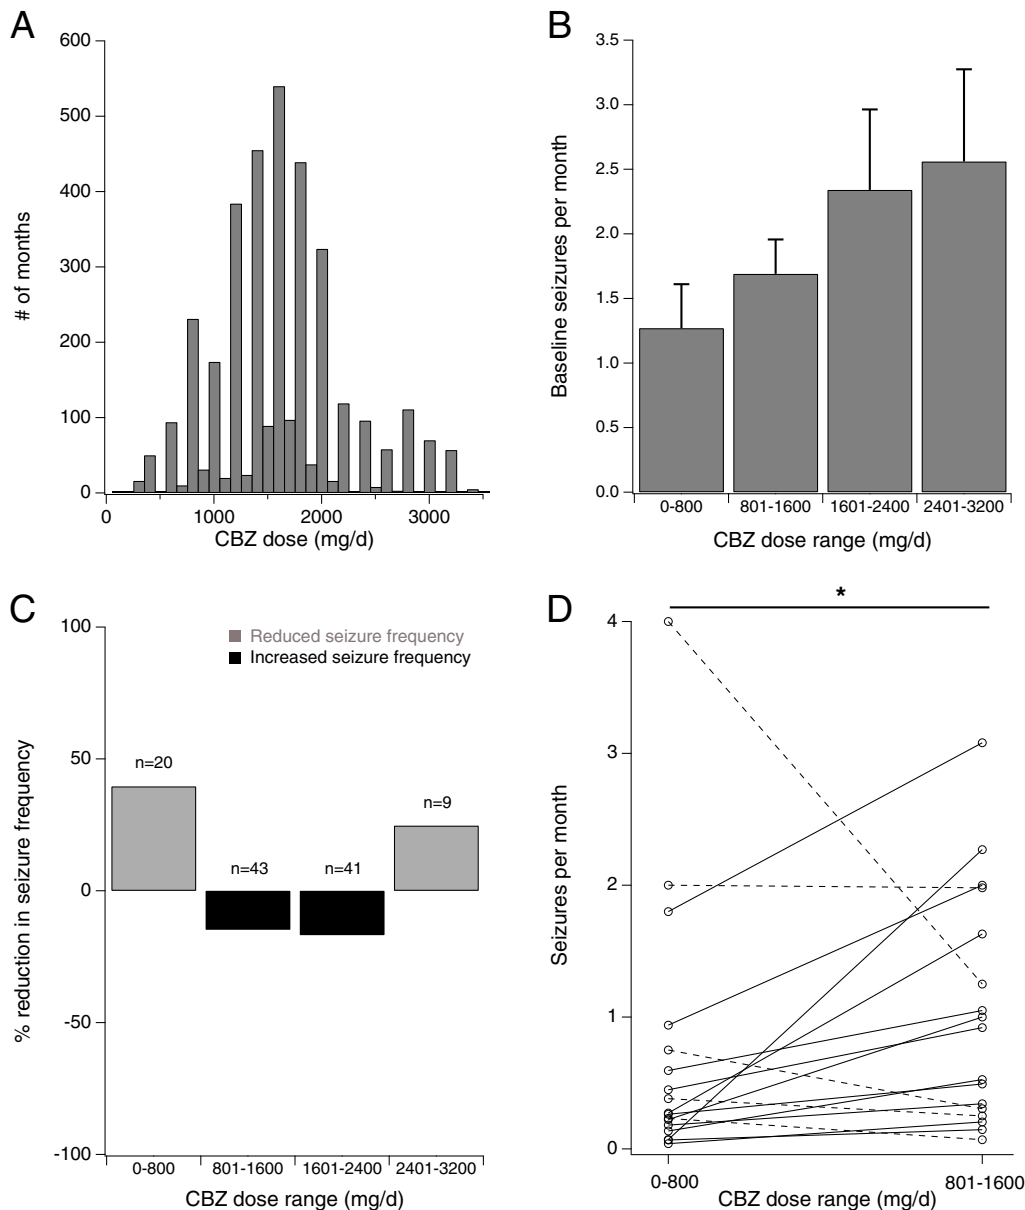 A
600
500
400
300
200
100
0
# of months
0
1000
2000
3000
CBZ dose (mg/d)
B
3.5
3.0
2.5
2.0
1.5
1.0
0.5
0.0
Baseline seizures per month
0-800
801-1600
1601-2400
2401-3200
CBZ dose range (mg/d)
C
100
50
0
-50
-100
% reduction in seizure frequency
Reduced seizure frequency
Increased seizure frequency
n=20
n=43
n=41
n=9
0-800
801-1600
1601-2400
2401-3200
CBZ dose range (mg/d)
D
*
4
3
2
1
0
Seizures per month
0-800
801-1600
CBZ dose range (mg/d)